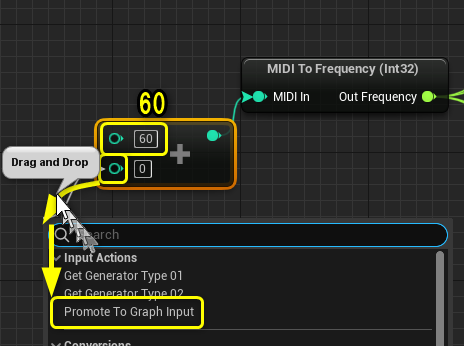 MIDI To Frequency (Int32)
60
MIDI In
Out Frequency
60
Drag and Drop
0
Search
Input Actions
Get Generator Type 01
Get Generator Type 02
Promote To Graph Input
Conversions